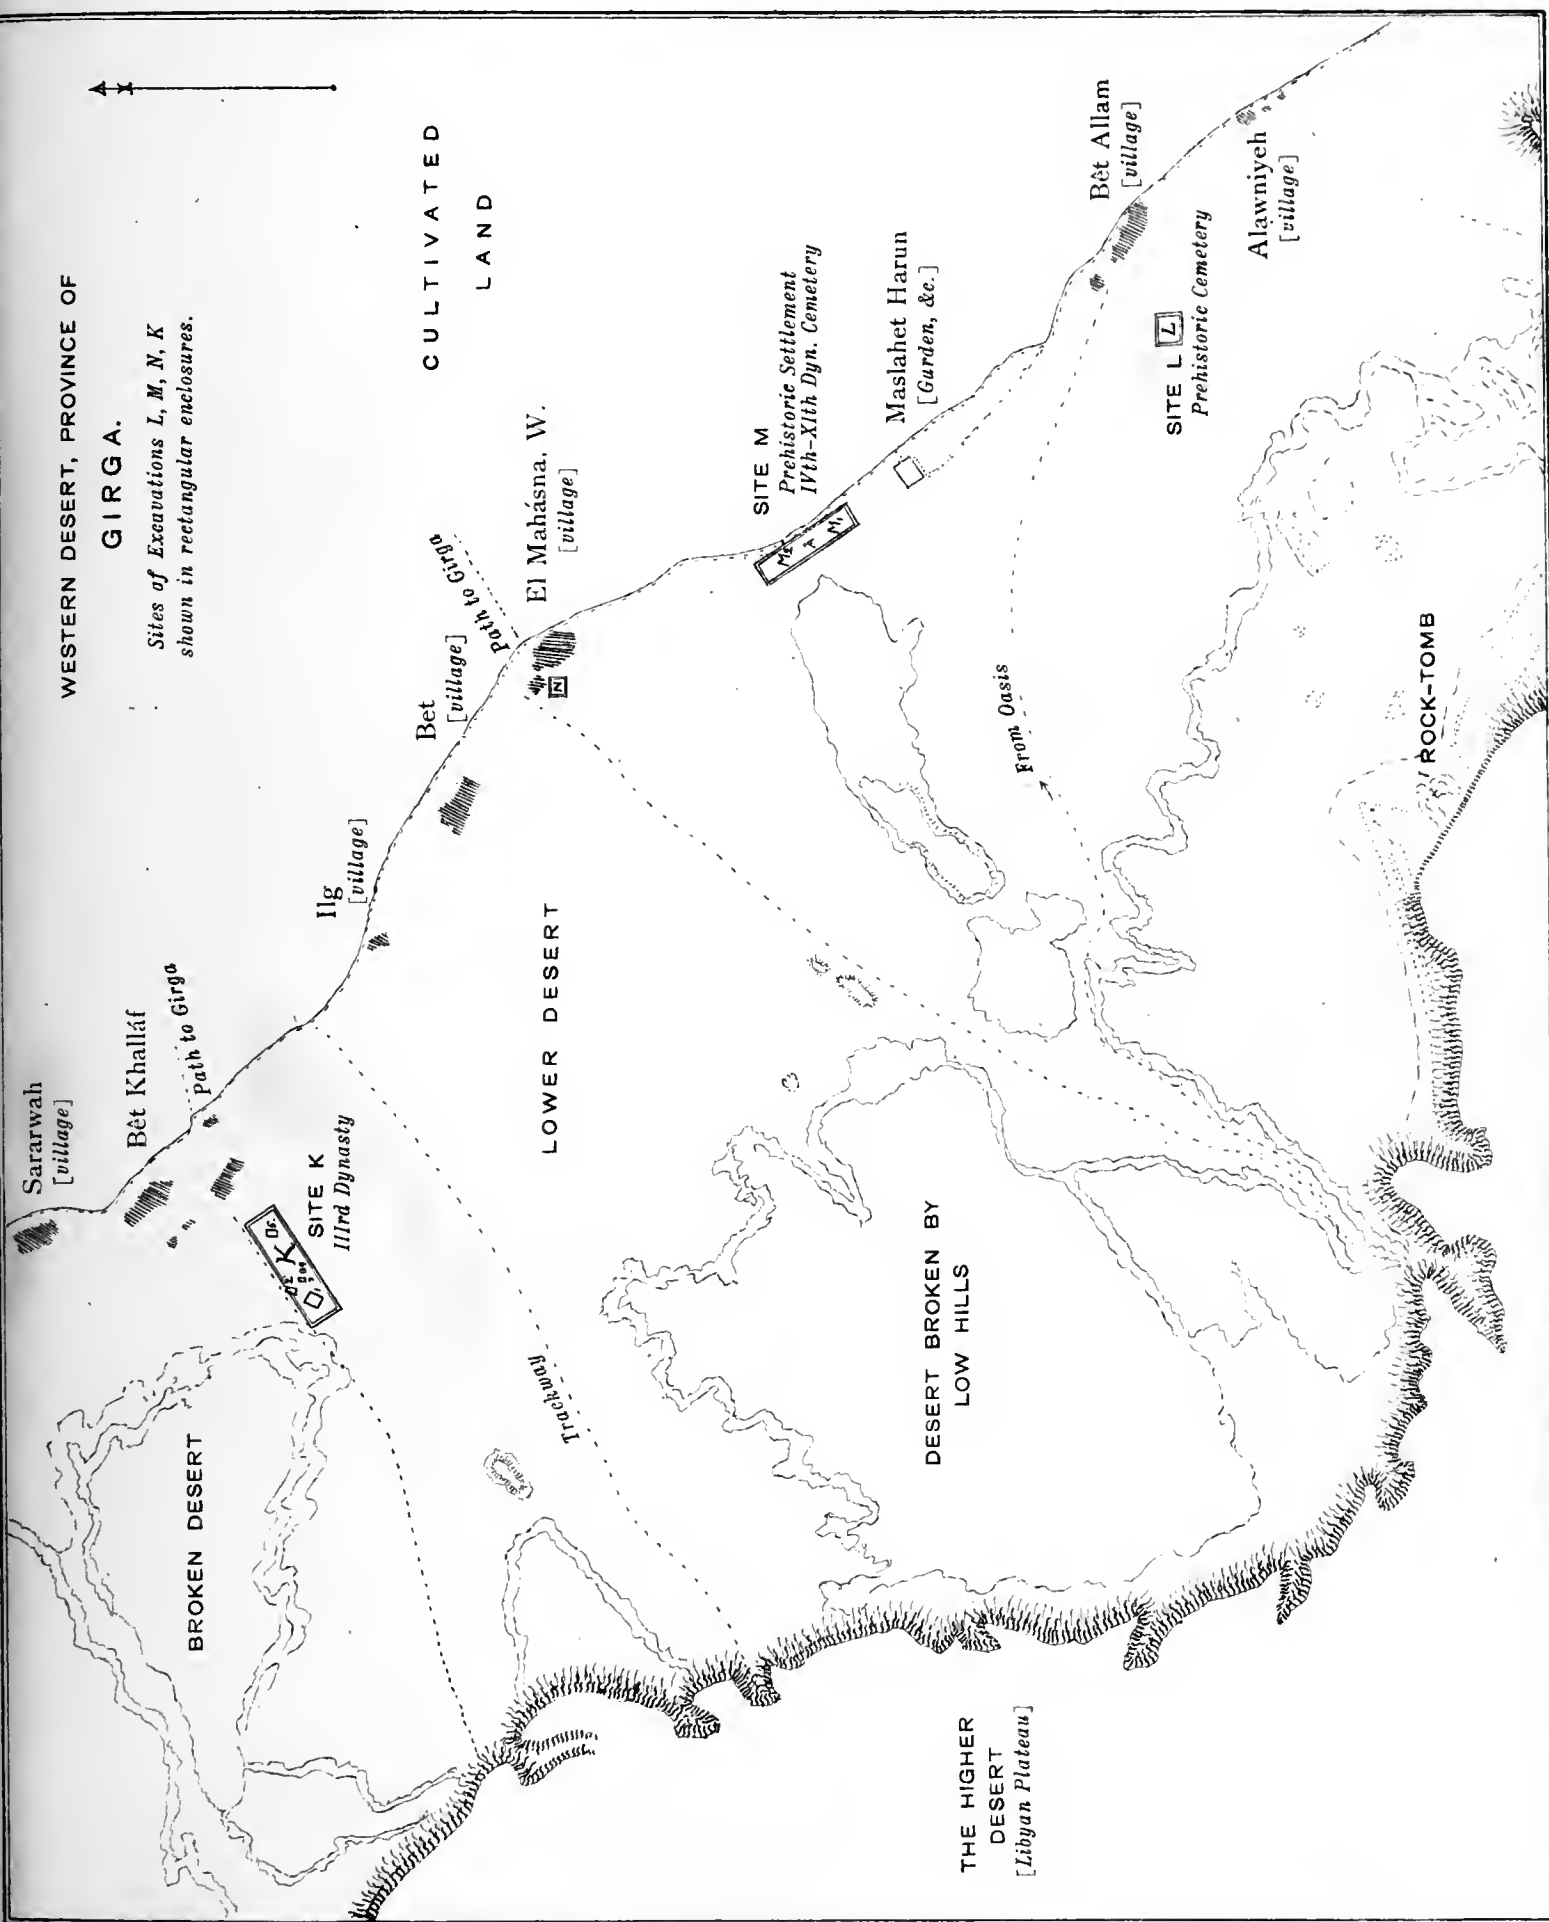 WESTERN DESERT, PROVINCE OF
GIRGA.
Sites of Excavations L, M, N, K
shown in rectangular enclosures.
CULTIVATED
LAND
Sararwah
[village]
Bêt Khalláf
Path to Girga
SITE K
IIIrd Dynasty
K
BROKEN DESERT
Ilg
[village]
Bet
[village]
Path to Girga
El Mahásna. W.
[village]
N
LOWER DESERT
Trackway
SITE M
Prehistoric Settlement
IVth–XIth Dyn. Cemetery
M2
M1
Maslahet Harun
[Garden, &c.]
Bêt Allam
[village]
SITE L
L
Prehistoric Cemetery
Alawniyeh
[village]
From Oasis
ROCK-TOMB
DESERT BROKEN BY
LOW HILLS
THE HIGHER
DESERT
[Libyan Plateau]